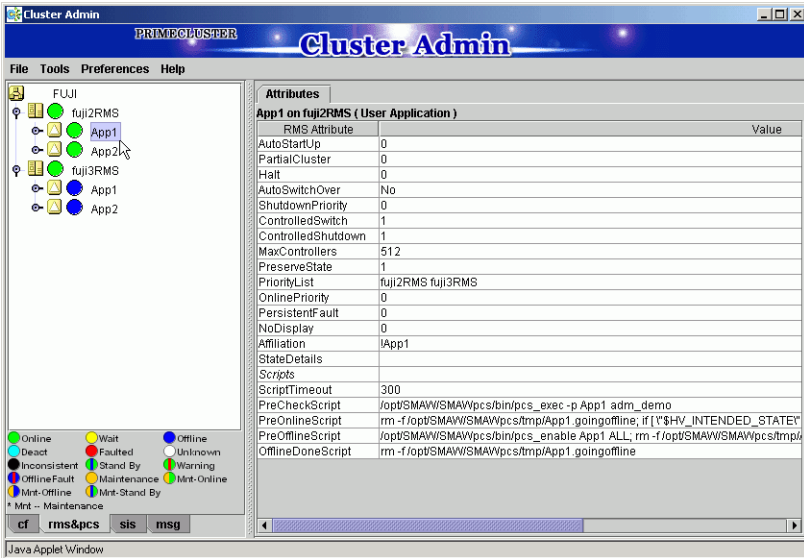 Cluster Admin
PRIMECLUSTER
Cluster Admin
File Tools Preferences Help
FUJI
fuji2RMS
App1
App2
fuji3RMS
App1
App2
Online Wait Offline
Deact Faulted Unknown
Inconsistent Stand By Warning
OfflineFault Maintenance Mnt-Online
Mnt-Offline Mnt-Stand By
* Mnt -- Maintenance
cf rms&pcs sis msg
Attributes
App1 on fuji2RMS ( User Application )
RMS Attribute Value
AutoStartUp 0
PartialCluster 0
Halt 0
AutoSwitchOver No
ShutdownPriority 0
ControlledSwitch 1
ControlledShutdown 1
MaxControllers 512
PreserveState 1
PriorityList fuji2RMS fuji3RMS
OnlinePriority 0
PersistentFault 0
NoDisplay 0
Affiliation !App1
StateDetails
Scripts
ScriptTimeout 300
PreCheckScript /opt/SMAW/SMAWpcs/bin/pcs_exec -p App1 adm_demo
PreOnlineScript rm -f /opt/SMAW/SMAWpcs/tmp/App1.goingoffline; if [ \"$HV_INTENDED_STATE\"
PreOfflineScript /opt/SMAW/SMAWpcs/bin/pcs_enable App1 ALL; rm -f /opt/SMAW/SMAWpcs/tmp/
OfflineDoneScript rm -f /opt/SMAW/SMAWpcs/tmp/App1.goingoffline
Java Applet Window